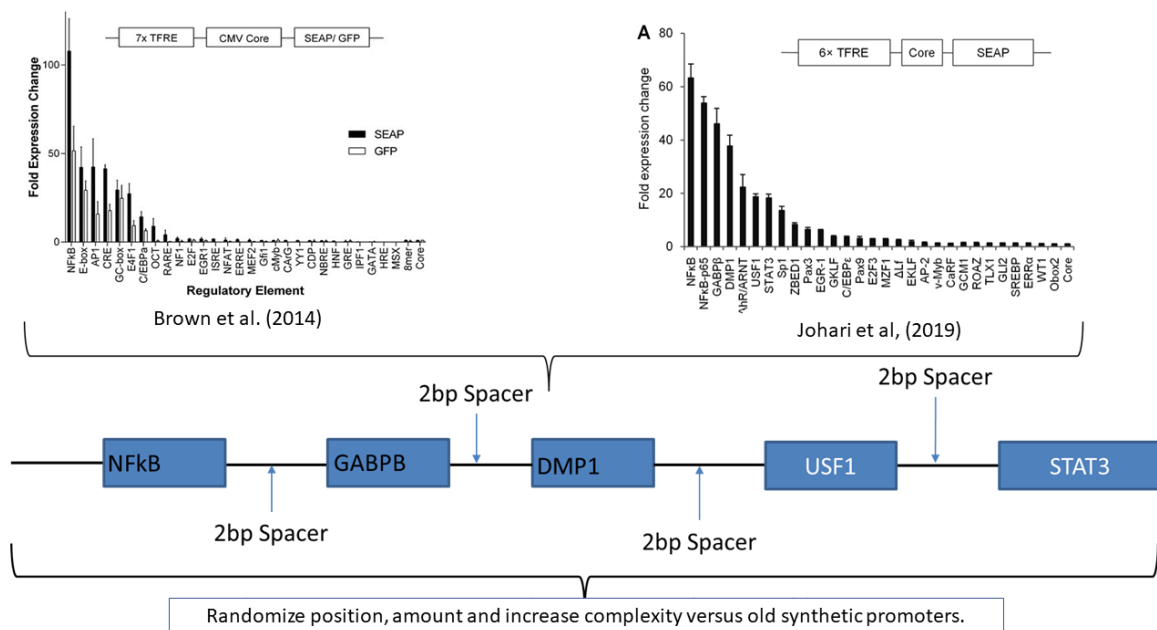 7x TFRE
CMV Core
SEAP/ GFP
Fold Expression Change
100
50
0
SEAP
GFP
NFkB
E-box
AP1
CRE
GC-box
E4F1
C/EBPa
OCT
RARE
NF1
E2F
EGR1
ISRE
NFAT1
ERRE
MEF2
Gfi1
cMyb
CArG
YY1
CDP
NBRE
HNF
GRE
IPF1
GATA
HRE
MSX
8mer
Core
Regulatory Element
Brown et al. (2014)
A
6× TFRE
Core
SEAP
Fold expression change
80
60
40
20
0
NFκB
NFκB-p65
GABPβ
DMP1
AhR/ARNT
USF1
STAT3
Sp1
ZBED1
Pax3
EGR-1
GKLF
C/EBPε
Pax9
E2F3
MZF1
ΔLf
EKLF
AP-2
v-Myb
CaRF
GCM1
ROAZ
TLX1
GLI2
SREBP
ERRα
WT1
Obox2
Core
Johari et al, (2019)
2bp Spacer
2bp Spacer
NFkB
GABPB
DMP1
USF1
STAT3
2bp Spacer
2bp Spacer
Randomize position, amount and increase complexity versus old synthetic promoters.